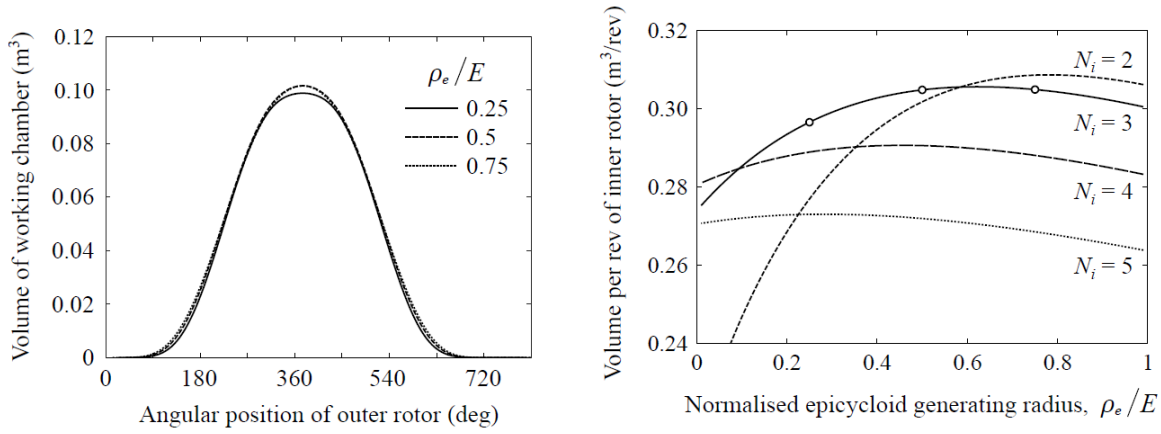 Volume of working chamber (m³)
0.12
0.10
0.08
0.06
0.04
0.02
0
0 180 360 540 720
Angular position of outer rotor (deg)
ρₑ/E
0.25
0.5
0.75
Volume per rev of inner rotor (m³/rev)
0.32
0.30
0.28
0.26
0.24
0 0.2 0.4 0.6 0.8 1
Normalised epicycloid generating radius, ρₑ/E
Nᵢ = 2
Nᵢ = 3
Nᵢ = 4
Nᵢ = 5